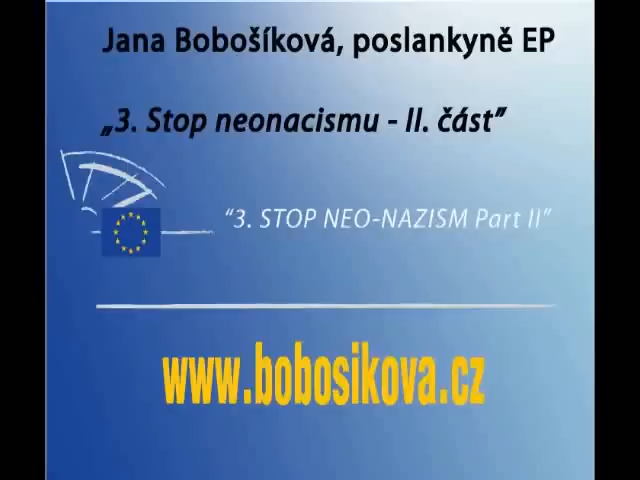 Jana Bobošíková, poslankyně EP
„3. Stop neonacismu - II. část”
“3. STOP NEO-NAZISM Part II”
www.bobosikova.cz